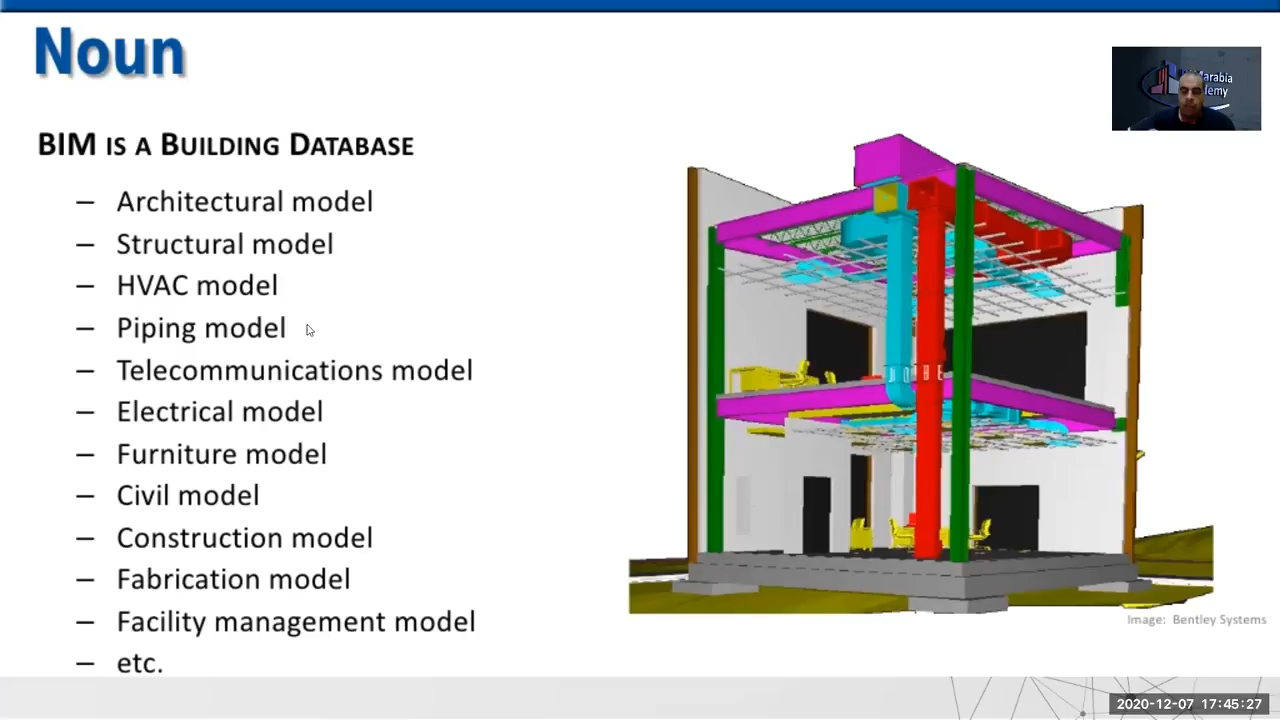 Noun
BIM IS A BUILDING DATABASE
– Architectural model
– Structural model
– HVAC model
– Piping model
– Telecommunications model
– Electrical model
– Furniture model
– Civil model
– Construction model
– Fabrication model
– Facility management model
– etc.
arabia
Image: Bentley Systems
2020-12-07 17:45:27